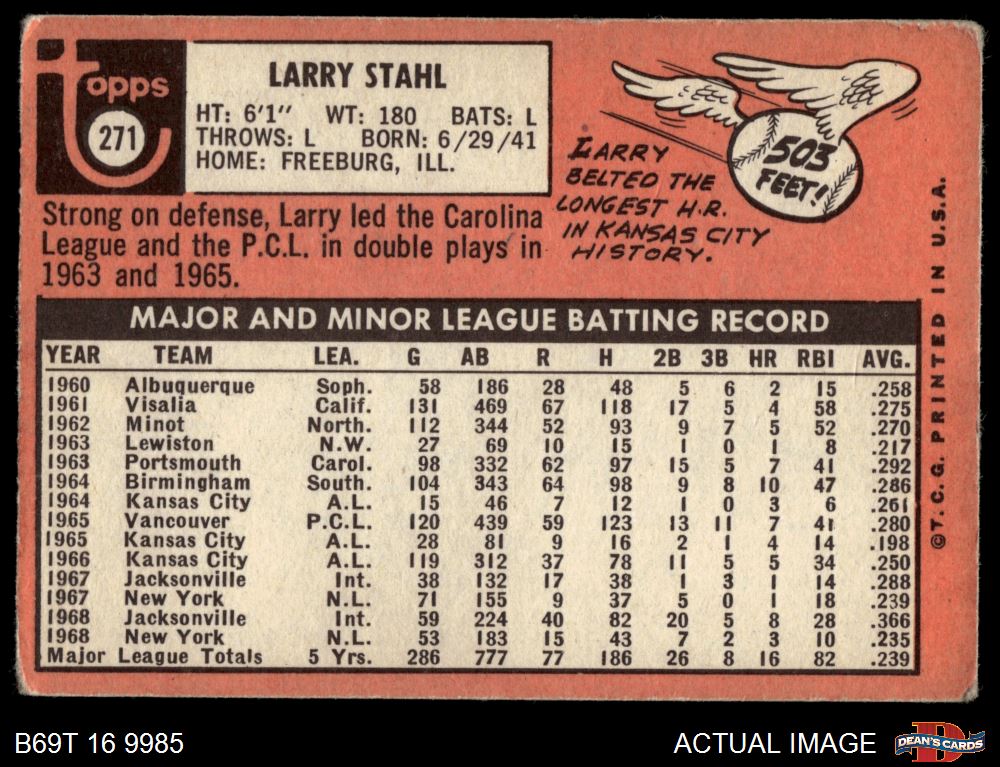 Topps
271
LARRY STAHL
HT: 6'1" WT: 180 BATS: L
THROWS: L BORN: 6/29/41
HOME: FREEBURG, ILL.
Strong on defense, Larry led the Carolina
League and the P.C.L. in double plays in
1963 and 1965.
LARRY
BELTED THE
LONGEST H.R.
IN KANSAS CITY
HISTORY.
503
FEET!
MAJOR AND MINOR LEAGUE BATTING RECORD
YEAR TEAM LEA. G AB R H 2B 3B HR RBI AVG.
1960 Albuquerque Soph. 58 186 28 48 5 6 2 15 .258
1961 Visalia Calif. 131 469 67 118 17 5 4 58 .275
1962 Minot North. 112 344 52 93 9 7 5 52 .270
1963 Lewiston N.W. 27 69 10 15 1 0 1 8 .217
1963 Portsmouth Carol. 98 332 62 97 15 5 7 41 .292
1964 Birmingham South. 104 343 64 98 9 8 10 47 .286
1964 Kansas City A.L. 15 46 7 12 1 0 3 6 .261
1965 Vancouver P.C.L. 120 439 59 123 13 11 7 41 .280
1965 Kansas City A.L. 28 81 9 16 2 1 4 14 .198
1966 Kansas City A.L. 119 312 37 78 11 5 5 34 .250
1967 Jacksonville Int. 38 132 17 38 1 3 1 14 .288
1967 New York N.L. 71 155 9 37 5 0 1 18 .239
1968 Jacksonville Int. 59 224 40 82 20 5 8 28 .366
1968 New York N.L. 53 183 15 43 7 2 3 10 .235
Major League Totals 5 Yrs. 286 777 77 186 26 8 16 82 .239
©T.C.G. PRINTED IN U.S.A.
B69T 16 9985
ACTUAL IMAGE
D
DEAN'S CARDS